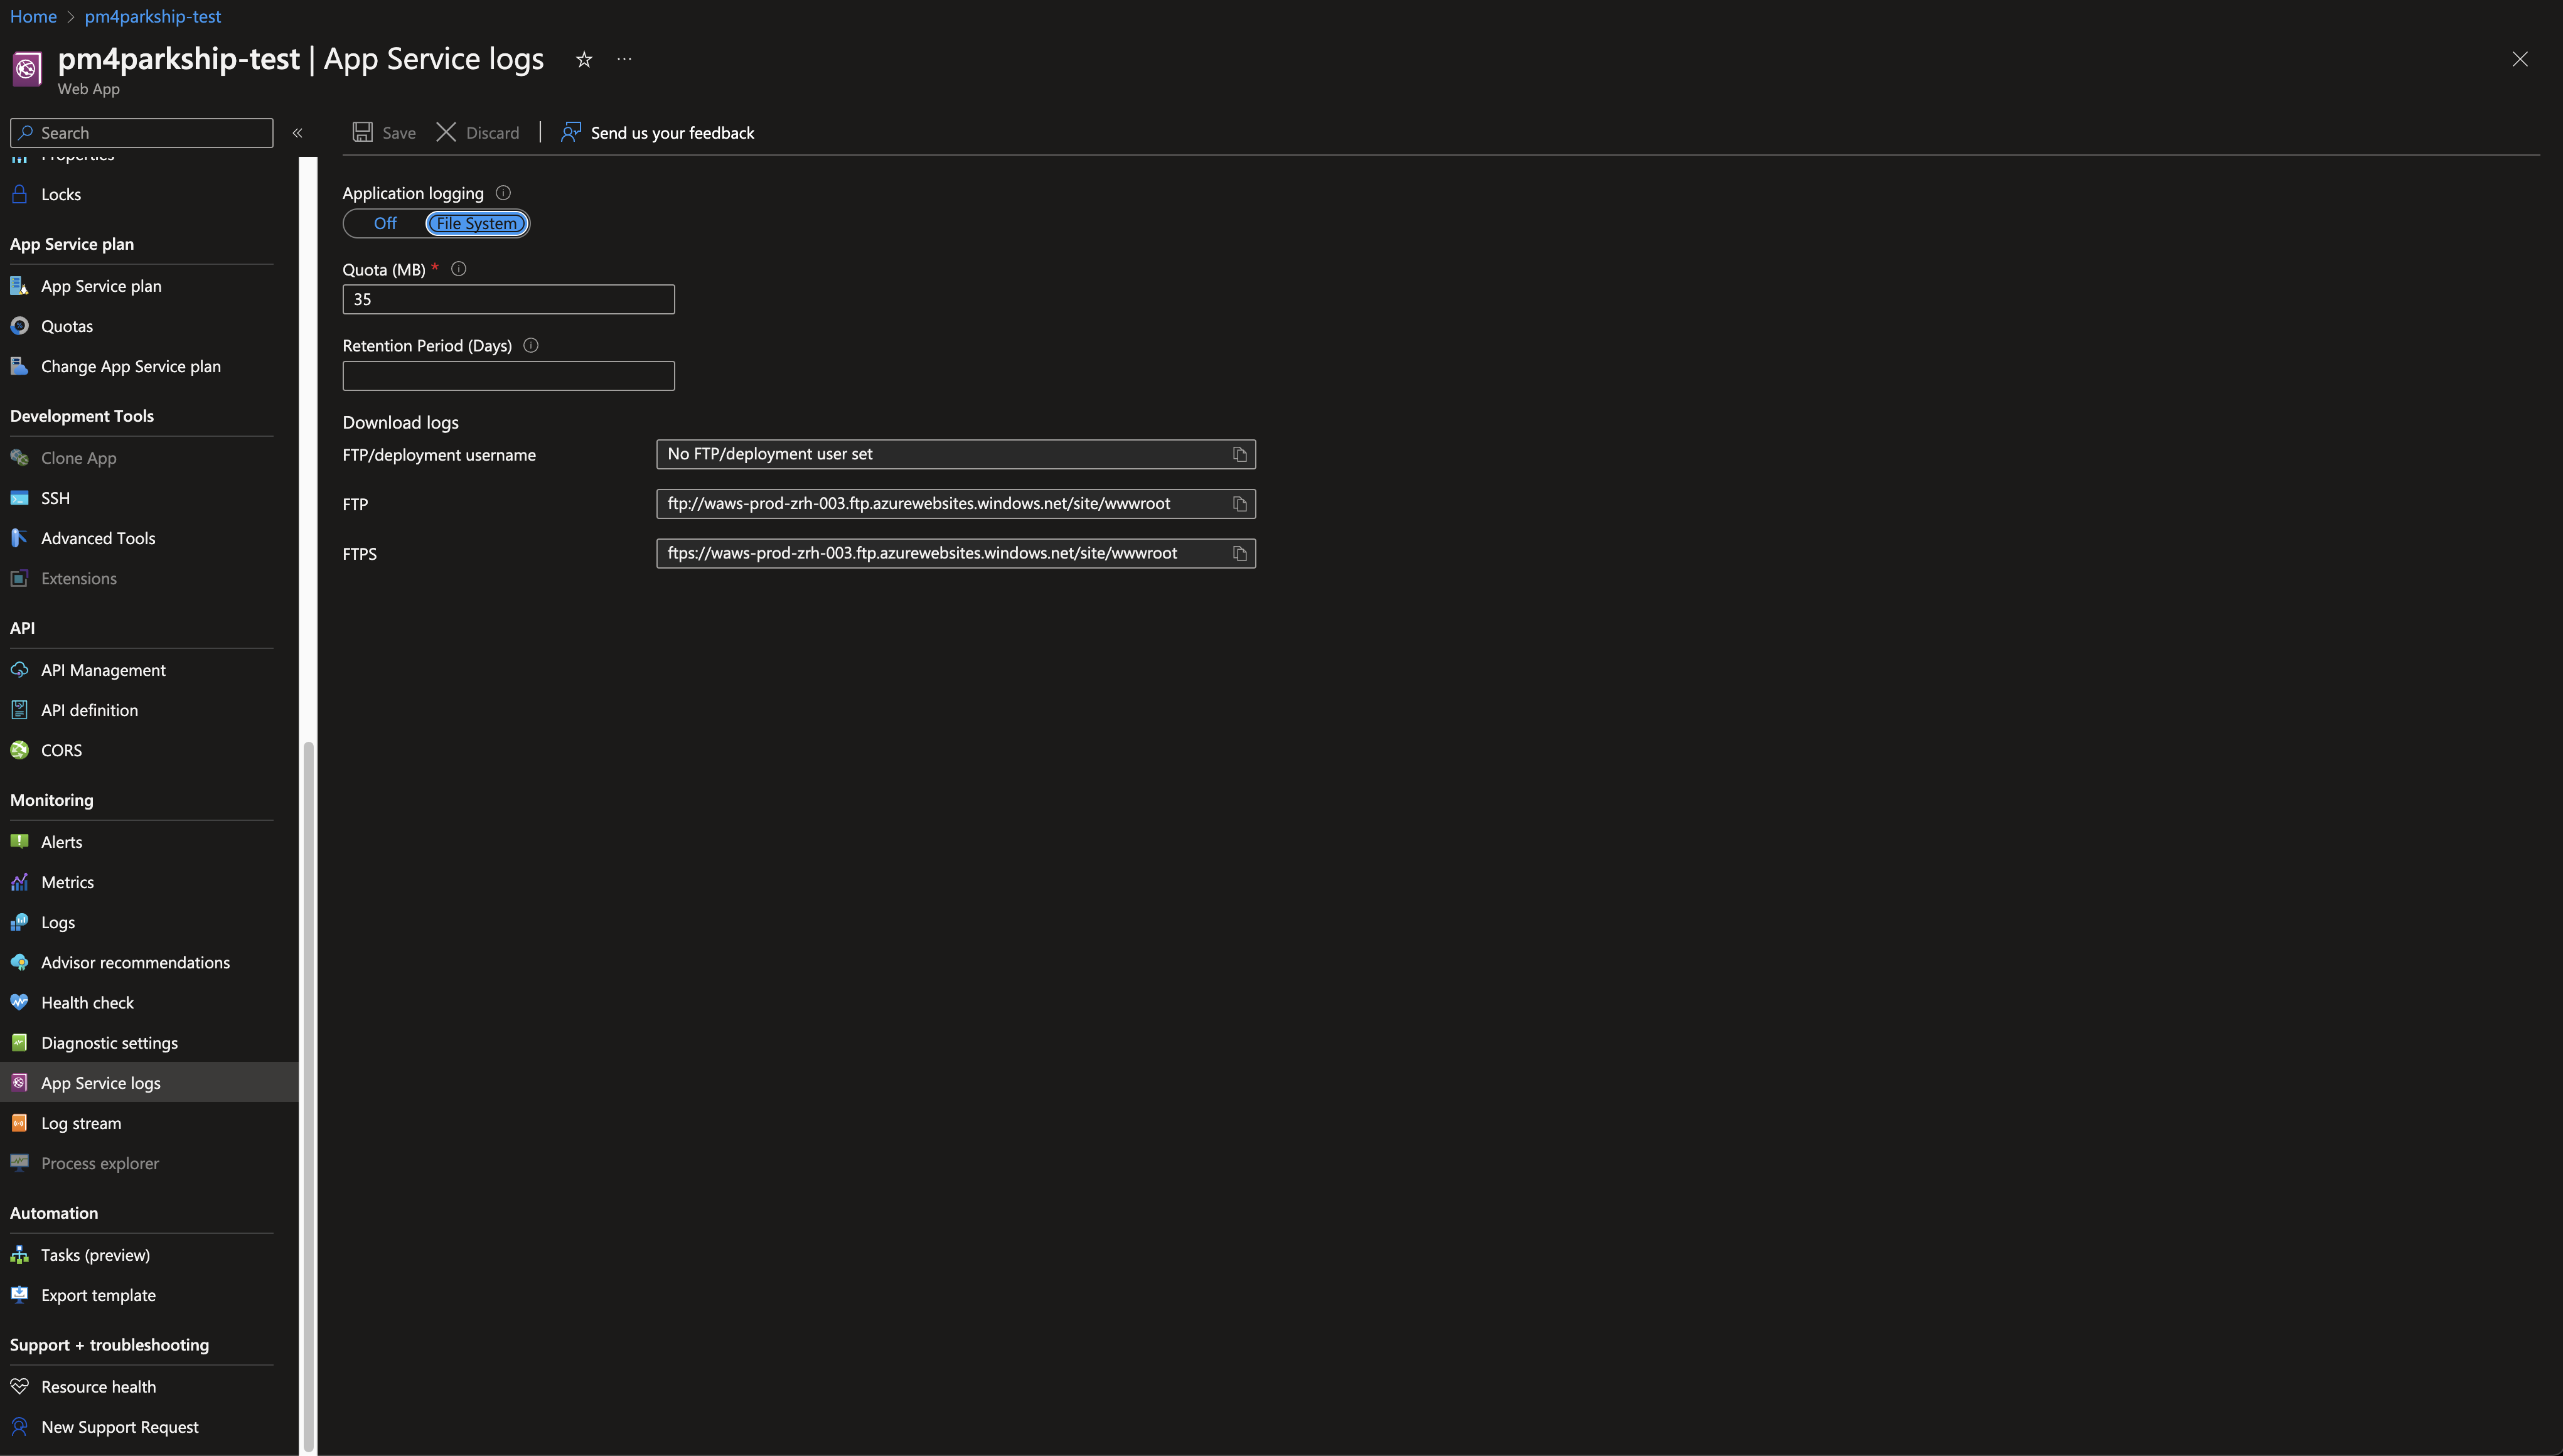 Home > pm4parkship-test
pm4parkship-test | App Service logs
Web App
Search
Save
Discard
Send us your feedback
Properties
Locks
App Service plan
App Service plan
Quotas
Change App Service plan
Development Tools
Clone App
SSH
Advanced Tools
Extensions
API
API Management
API definition
CORS
Monitoring
Alerts
Metrics
Logs
Advisor recommendations
Health check
Diagnostic settings
App Service logs
Log stream
Process explorer
Automation
Tasks (preview)
Export template
Support + troubleshooting
Resource health
New Support Request
Application logging
Off File System
Quota (MB) *
35
Retention Period (Days)
Download logs
FTP/deployment username No FTP/deployment user set
FTP ftp://waws-prod-zrh-003.ftp.azurewebsites.windows.net/site/wwwroot
FTPS ftps://waws-prod-zrh-003.ftp.azurewebsites.windows.net/site/wwwroot